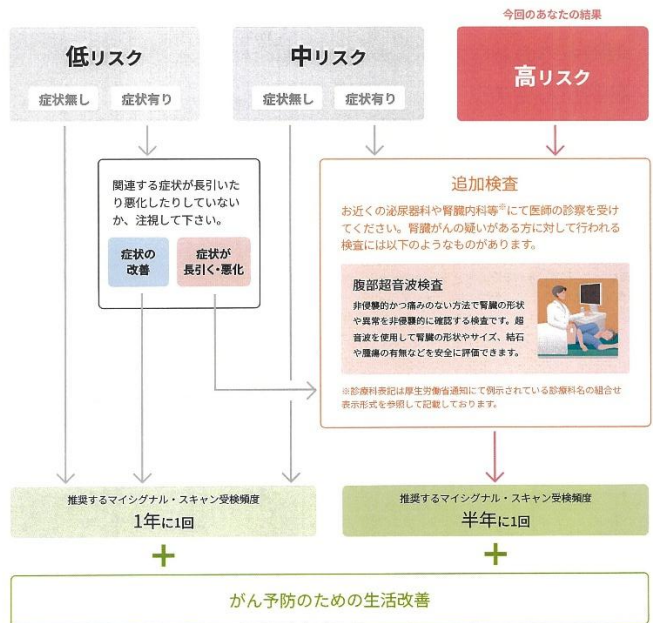 今回のあなたの結果
低リスク
症状無し 症状有り
中リスク
症状無し 症状有り
高リスク
関連する症状が長引いた
り悪化したりしていない
か、注視して下さい。
症状の
改善
症状が
長引く・悪化
追加検査
お近くの泌尿器科や腎臓内科等※にて医師の診察を受け
てください。腎臓がんの疑いがある方に対して行われる
検査には以下のようなものがあります。
腹部超音波検査
非侵襲的かつ痛みのない方法で腎臓の形状
や異常を非侵襲的に確認する検査です。超
音波を使用して腎臓の形状やサイズ、結石
や腫瘍の有無などを安全に評価できます。
※診療科表記は厚生労働省通知にて例示されている診療科名の組合せ
表示形式を参照して記載しております。
推奨するマイシグナル・スキャン受検頻度
1年に1回
推奨するマイシグナル・スキャン受検頻度
半年に1回
+
+
がん予防のための生活改善